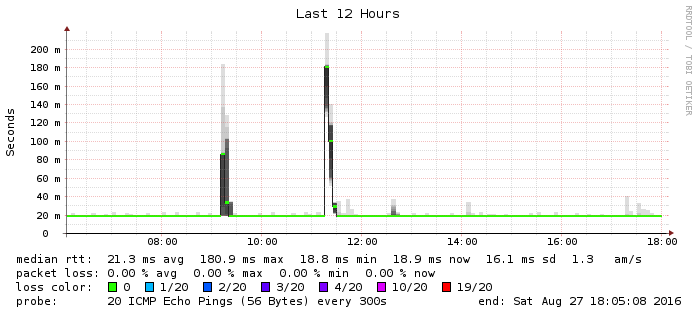 Last 12 Hours
RRDTOOL / TOBI OETIKER
Seconds
200 m
180 m
160 m
140 m
120 m
100 m
80 m
60 m
40 m
20 m
0
08:00 10:00 12:00 14:00 16:00 18:00
median rtt: 21.3 ms avg 180.9 ms max 18.8 ms min 18.9 ms now 16.1 ms sd 1.3 am/s
packet loss: 0.00 % avg 0.00 % max 0.00 % min 0.00 % now
loss color: 0 1/20 2/20 3/20 4/20 10/20 19/20
probe: 20 ICMP Echo Pings (56 Bytes) every 300s end: Sat Aug 27 18:05:08 2016